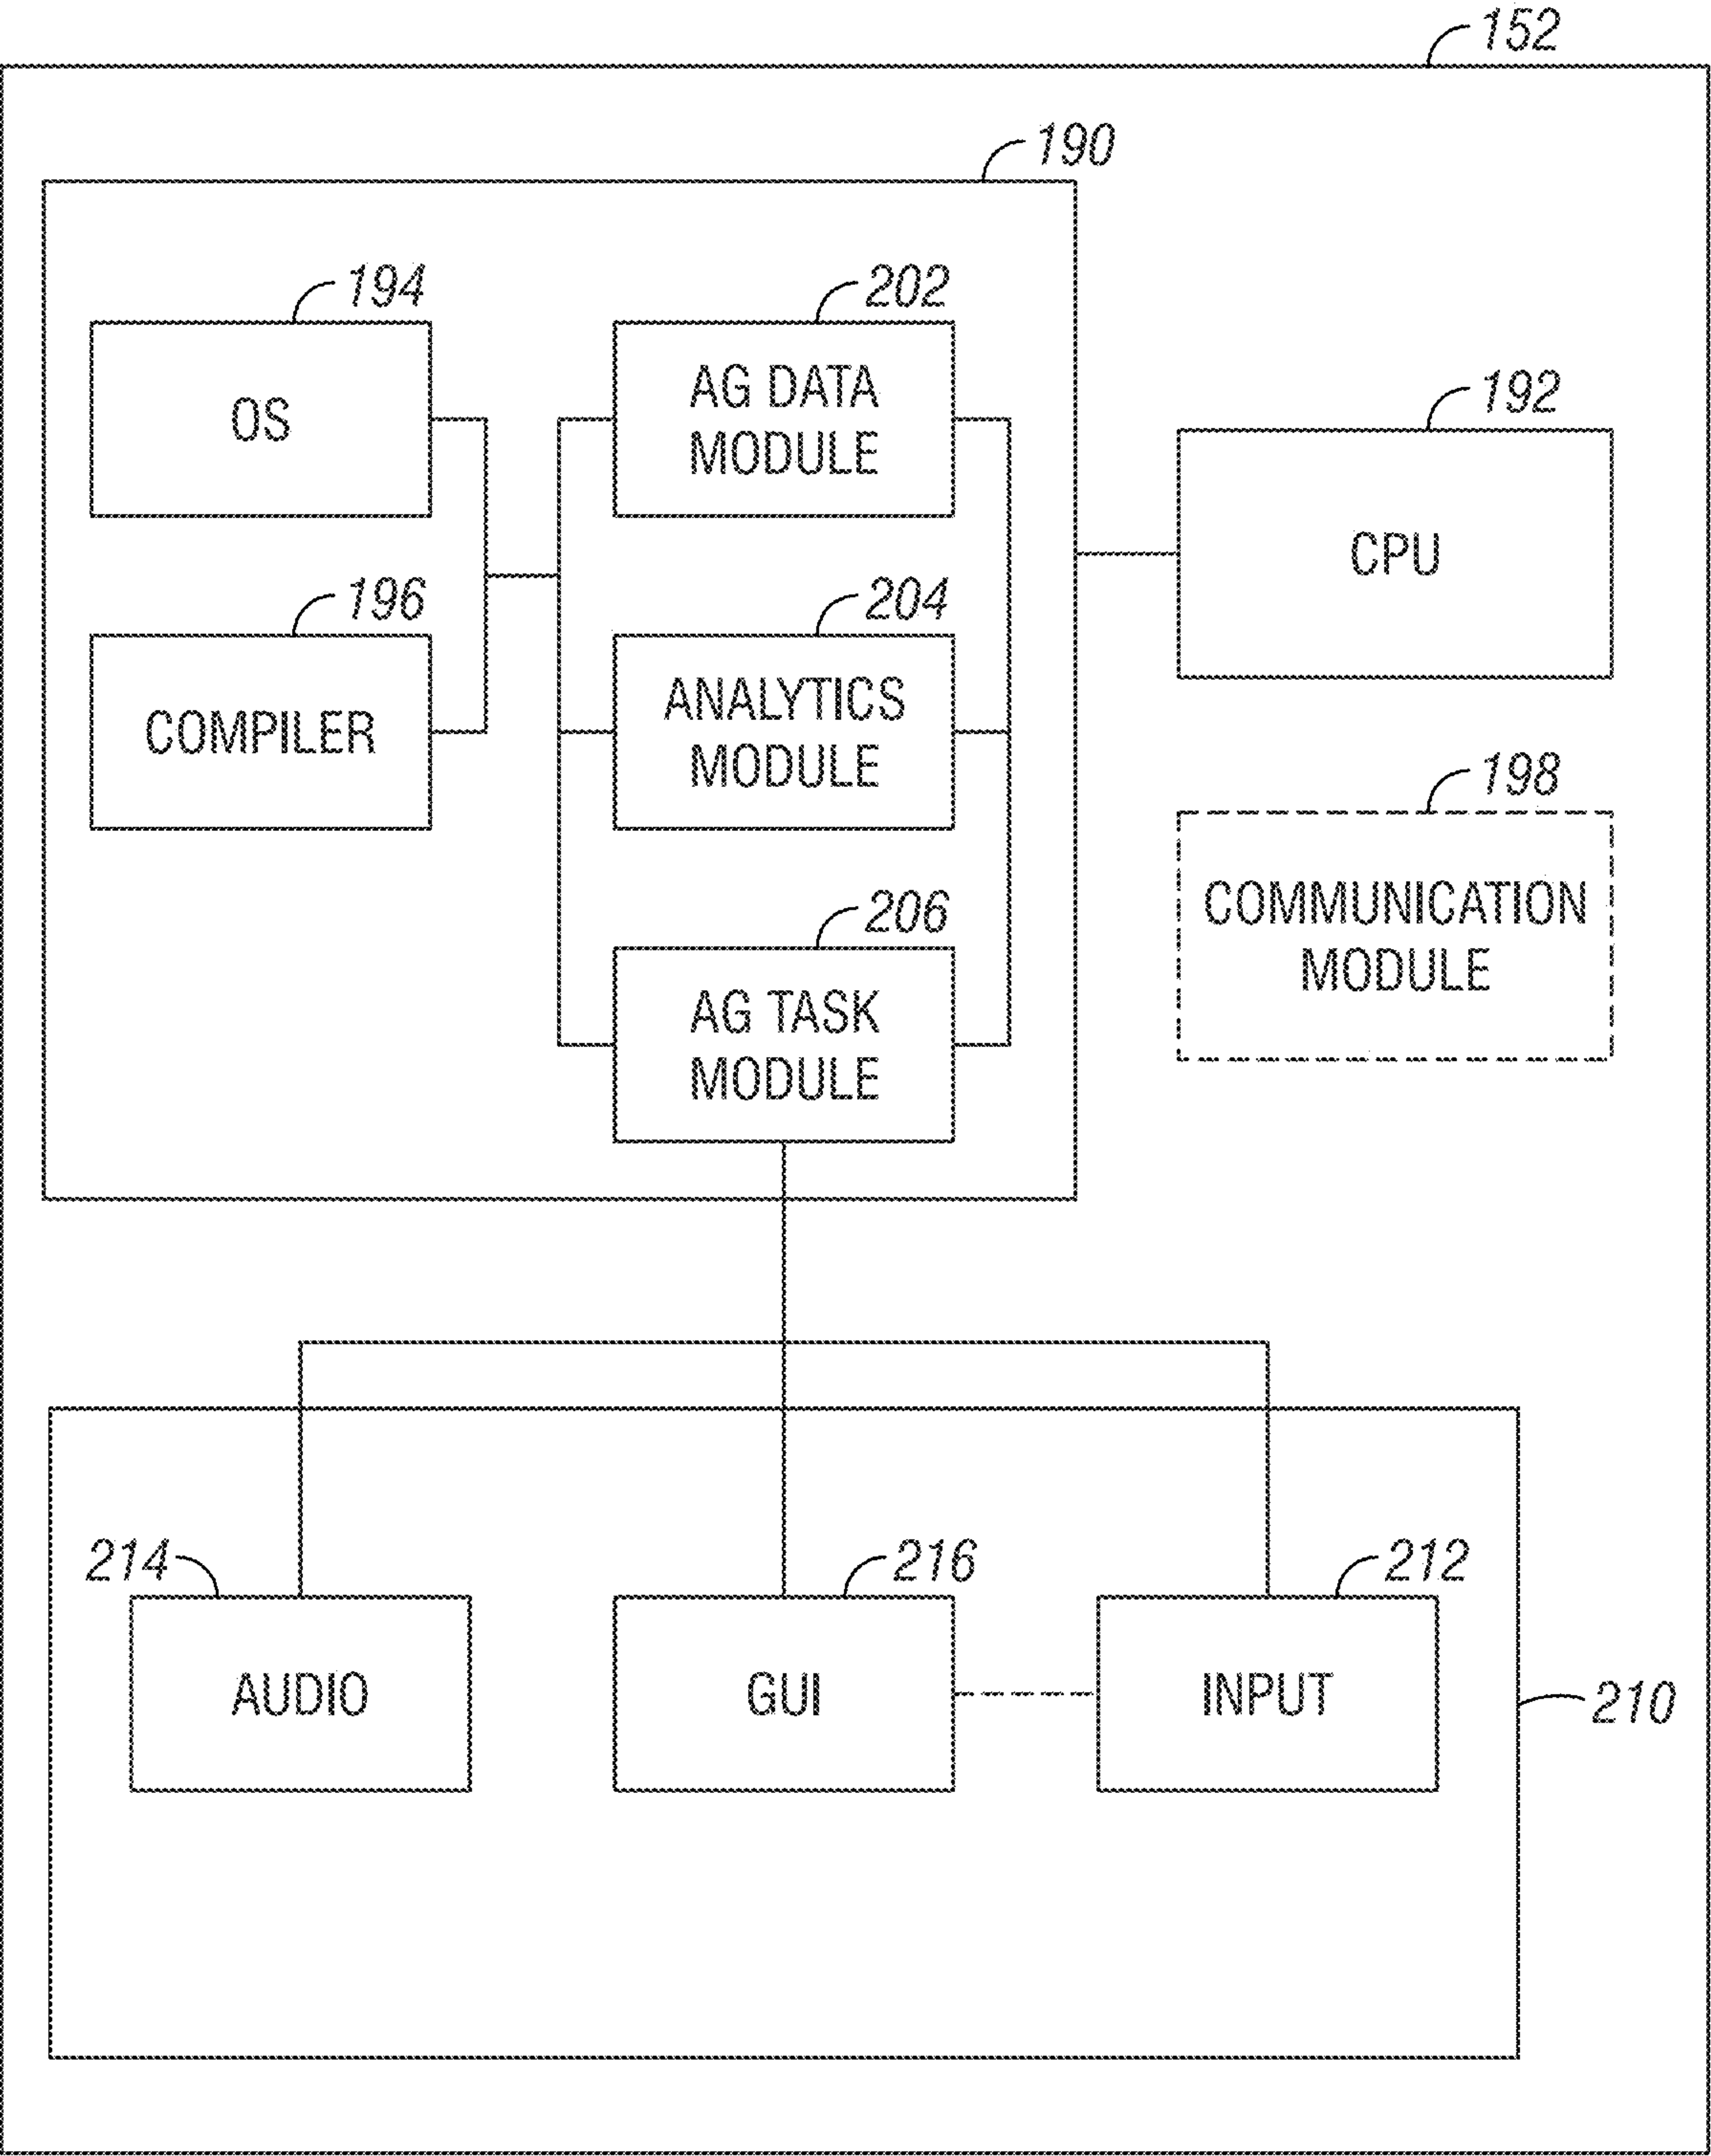 152
190
194
202
OS
AG DATA
MODULE
192
CPU
196
204
COMPILER
ANALYTICS
MODULE
198
COMMUNICATION
MODULE
206
AG TASK
MODULE
214
216
212
AUDIO
GUI
INPUT
210